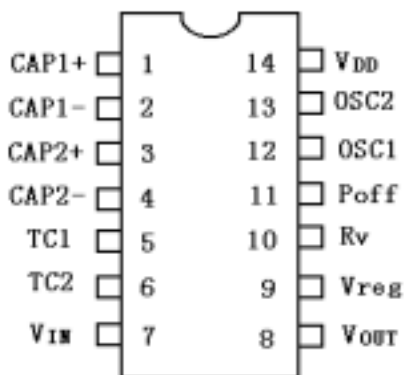 CAP1+ 1 14 VDD
CAP1- 2 13 OSC2
CAP2+ 3 12 OSC1
CAP2- 4 11 Poff
TC1 5 10 Rv
TC2 6 9 Vreg
VIN 7 8 VOUT